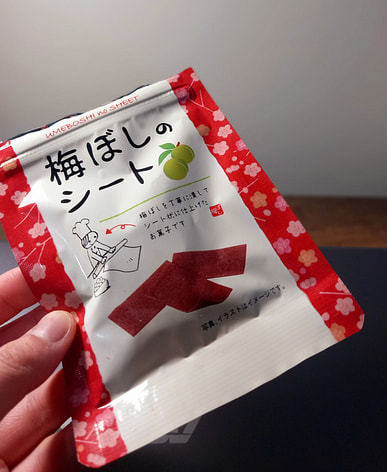 UMEBOSHI no SHEET
梅ぼしの
シート
梅ぼしを丁寧に漬して
シート状に仕上げた
お菓子です
写真、イラストはイメージです。